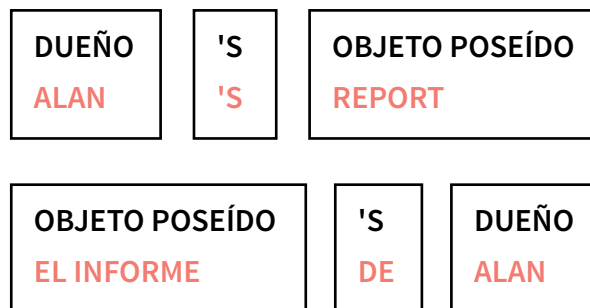 DUEÑO 'S OBJETO POSEÍDO
ALAN 'S REPORT
OBJETO POSEÍDO 'S DUEÑO
EL INFORME DE ALAN